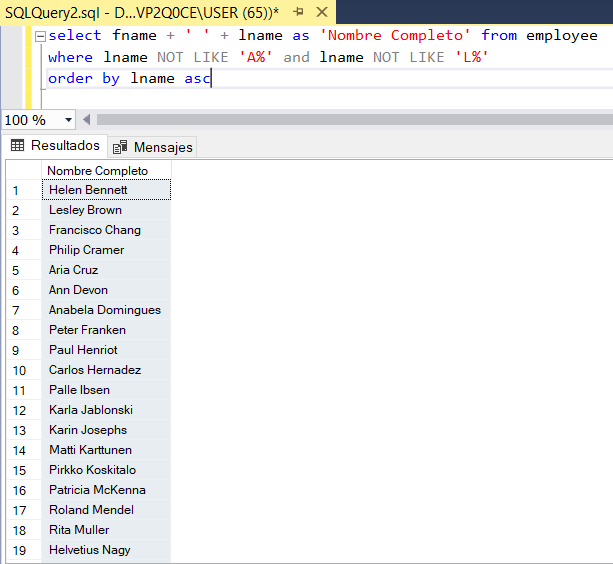 SQLQuery2.sql - D...VP2Q0CE\USER (65))*
select fname + ' ' + lname as 'Nombre Completo' from employee
where lname NOT LIKE 'A%' and lname NOT LIKE 'L%'
order by lname asc
100 %
Resultados Mensajes
Nombre Completo
1 Helen Bennett
2 Lesley Brown
3 Francisco Chang
4 Philip Cramer
5 Aria Cruz
6 Ann Devon
7 Anabela Domingues
8 Peter Franken
9 Paul Henriot
10 Carlos Hernadez
11 Palle Ibsen
12 Karla Jablonski
13 Karin Josephs
14 Matti Karttunen
15 Pirkko Koskitalo
16 Patricia McKenna
17 Roland Mendel
18 Rita Muller
19 Helvetius Nagy